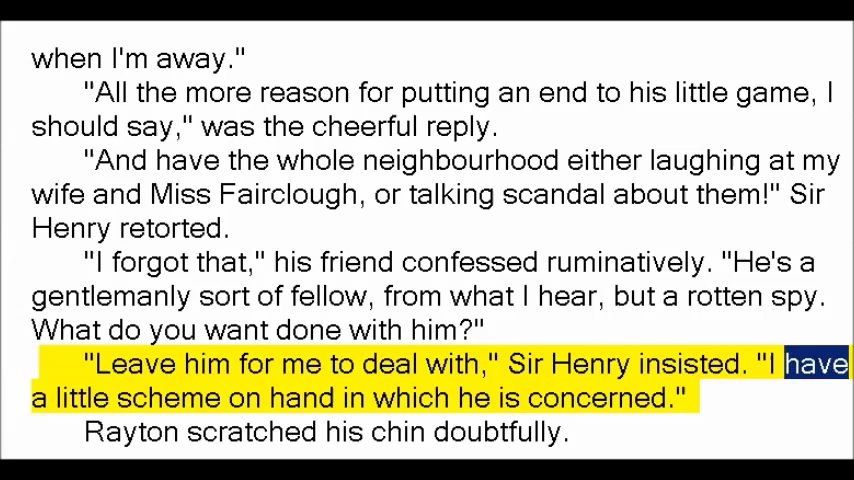 when I'm away."
"All the more reason for putting an end to his little game, I
should say," was the cheerful reply.
"And have the whole neighbourhood either laughing at my
wife and Miss Fairclough, or talking scandal about them!" Sir
Henry retorted.
"I forgot that," his friend confessed ruminatively. "He's a
gentlemanly sort of fellow, from what I hear, but a rotten spy.
What do you want done with him?"
"Leave him for me to deal with," Sir Henry insisted. "I have
a little scheme on hand in which he is concerned."
Rayton scratched his chin doubtfully.